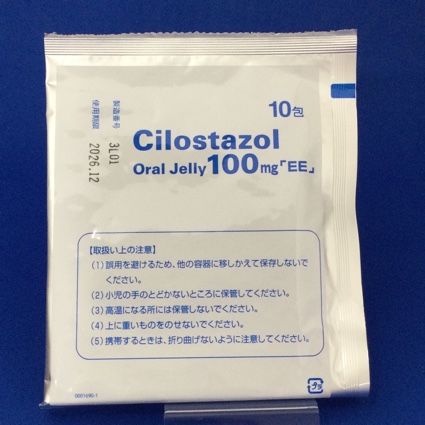 10包
Cilostazol
Oral Jelly 100mg「EE」
製造番号 3L01
使用期限 2026.12
【取扱い上の注意】
(1) 誤用を避けるため、他の容器に移しかえて保存しないで
ください。
(2) 小児の手のとどかないところに保管してください。
(3) 高温になる所には保管しないでください。
(4) 上に重いものをのせないでください。
(5) 携帯するときは、折り曲げないように注意してください。
0001690-1
プラ